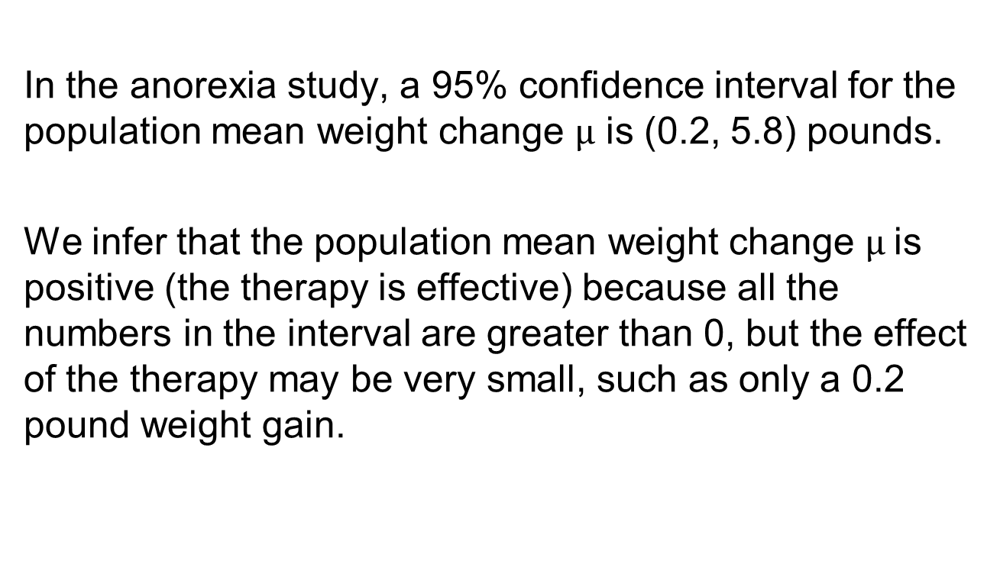 In the anorexia study, a 95% confidence interval for the
population mean weight change μ is (0.2, 5.8) pounds.
We infer that the population mean weight change μ is
positive (the therapy is effective) because all the
numbers in the interval are greater than 0, but the effect
of the therapy may be very small, such as only a 0.2
pound weight gain.